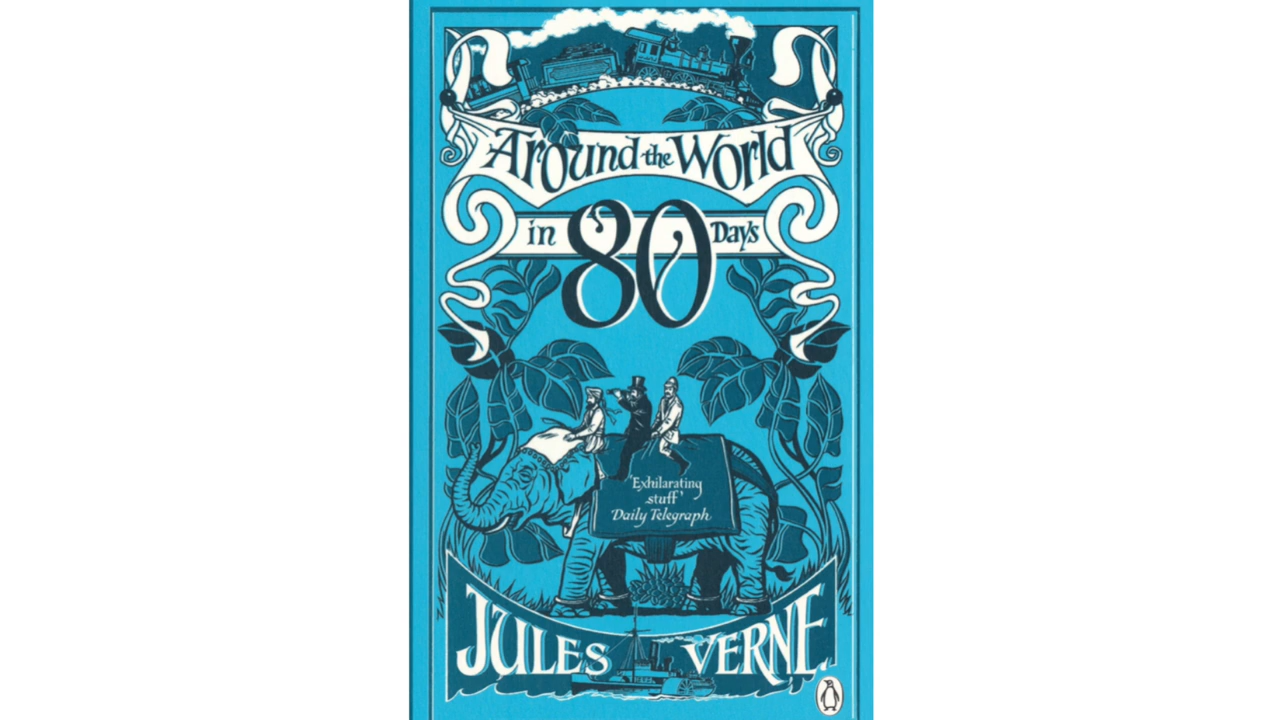 Around the World
in 80 Days
'Exhilarating
stuff'
Daily Telegraph
JULES VERNE